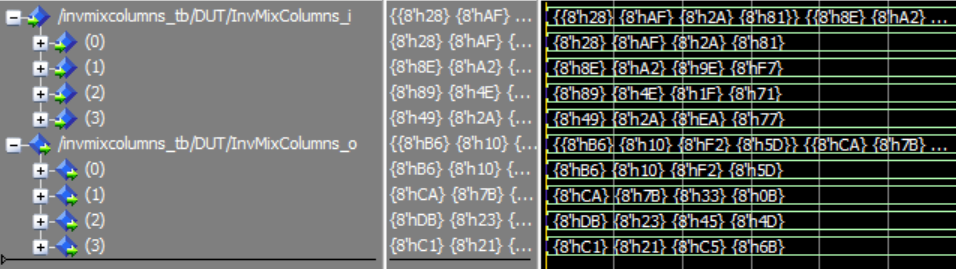 /invmixcolumns_tb/DUT/InvMixColumns_i {{8'h28} {8'hAF} {... {{8'h28} {8'hAF} {8'h2A} {8'h81}} {{8'h8E} {8'hA2} ...
(0) {8'h28} {8'hAF} {... {8'h28} {8'hAF} {8'h2A} {8'h81}
(1) {8'h8E} {8'hA2} {... {8'h8E} {8'hA2} {8'h9E} {8'hF7}
(2) {8'h89} {8'h4E} {... {8'h89} {8'h4E} {8'h1F} {8'h71}
(3) {8'h49} {8'h2A} {... {8'h49} {8'h2A} {8'hEA} {8'h77}
/invmixcolumns_tb/DUT/InvMixColumns_o {{8'hB6} {8'h10} {... {{8'hB6} {8'h10} {8'hF2} {8'h5D}} {{8'hCA} {8'h7B} ...
(0) {8'hB6} {8'h10} {... {8'hB6} {8'h10} {8'hF2} {8'h5D}
(1) {8'hCA} {8'h7B} {... {8'hCA} {8'h7B} {8'h33} {8'h0B}
(2) {8'hDB} {8'h23} {... {8'hDB} {8'h23} {8'h45} {8'h4D}
(3) {8'hC1} {8'h21} {... {8'hC1} {8'h21} {8'hC5} {8'h6B}